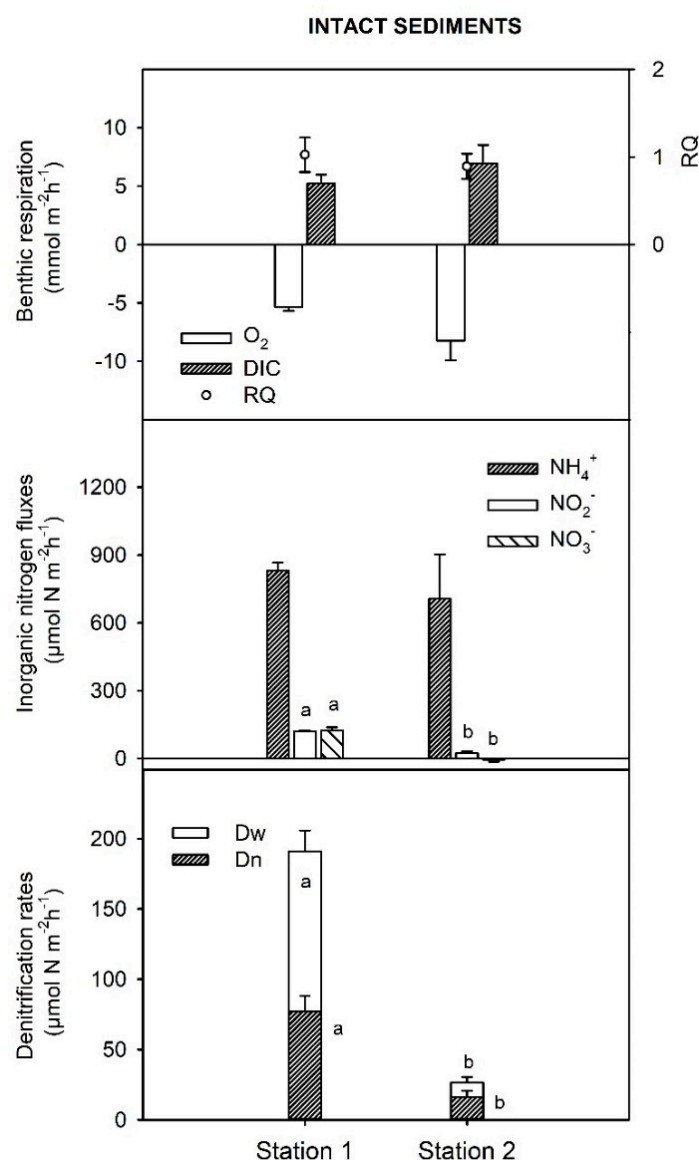 INTACT SEDIMENTS
Benthic respiration
(mmol m⁻²h⁻¹)
10
5
0
-5
-10
2
1
0
RQ
O₂
DIC
RQ
Inorganic nitrogen fluxes
(µmol N m⁻²h⁻¹)
1200
900
600
300
0
NH₄⁺
NO₂⁻
NO₃⁻
a a
b b
Denitrification rates
(µmol N m⁻²h⁻¹)
200
150
100
50
0
Dw
Dn
a
a
b
b
Station 1 Station 2